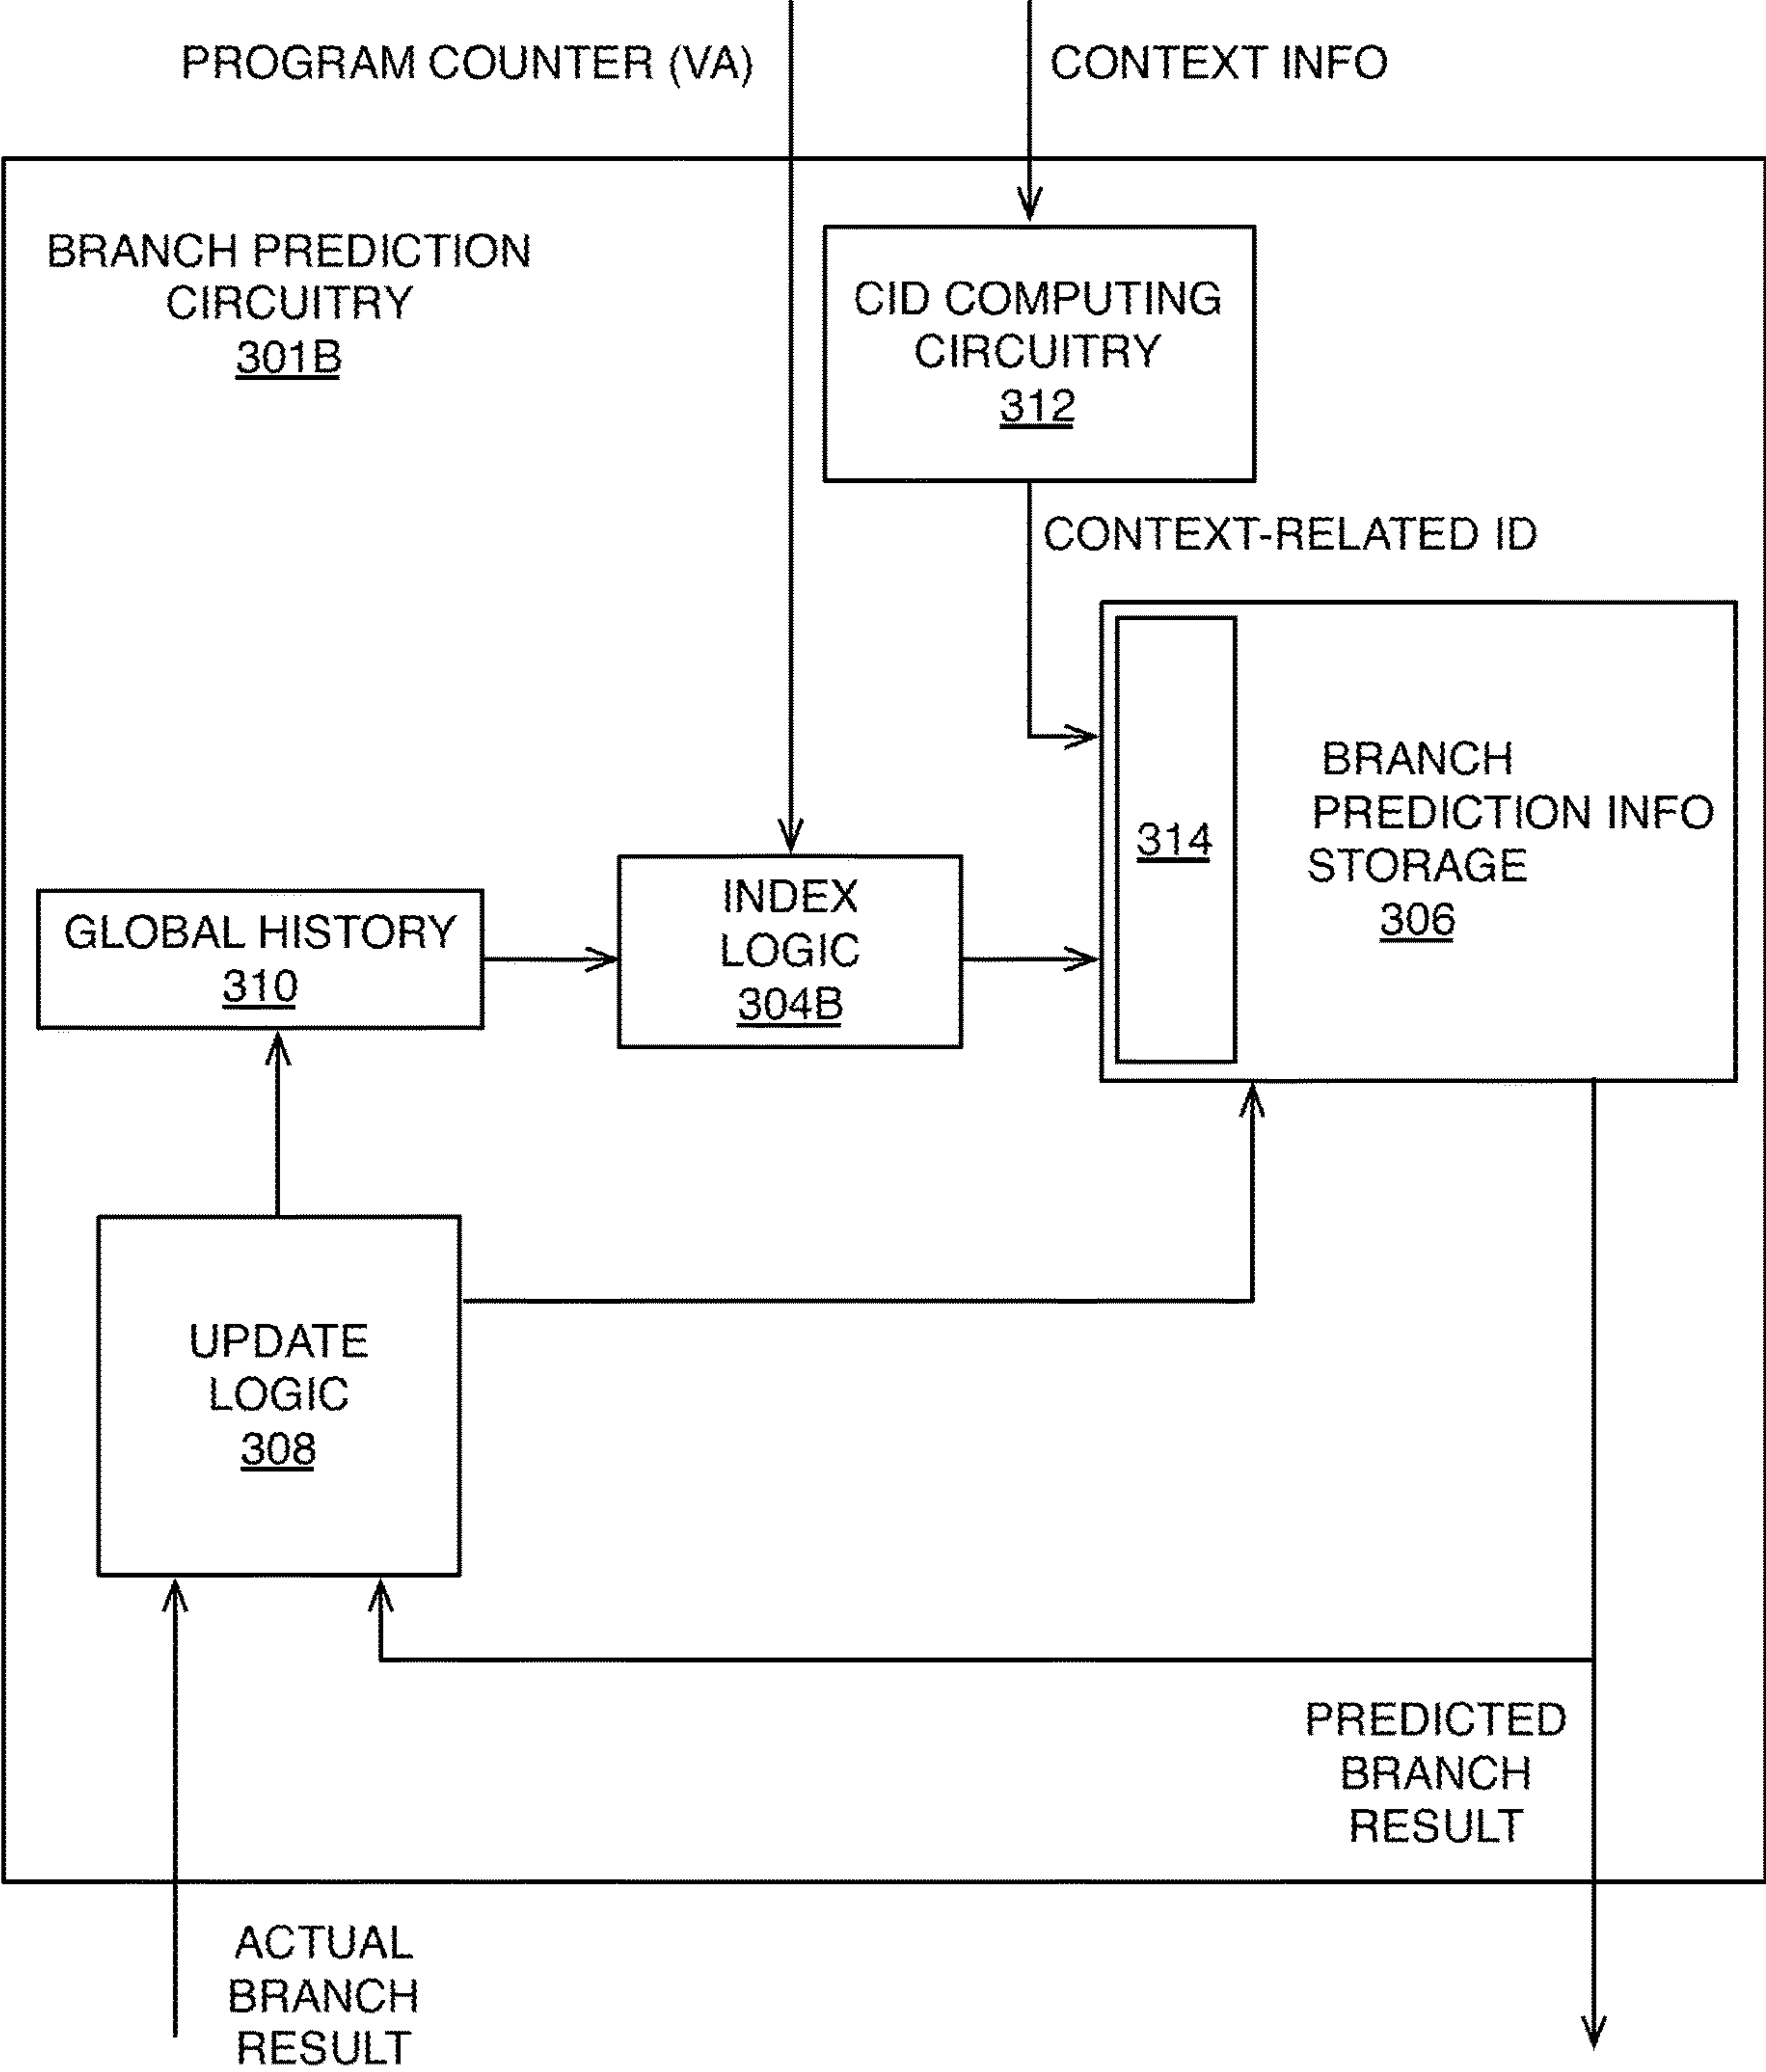 PROGRAM COUNTER (VA)
CONTEXT INFO
BRANCH PREDICTION
CIRCUITRY
301B
CID COMPUTING
CIRCUITRY
312
CONTEXT-RELATED ID
314
BRANCH
PREDICTION INFO
STORAGE
306
INDEX
LOGIC
304B
GLOBAL HISTORY
310
UPDATE
LOGIC
308
PREDICTED
BRANCH
RESULT
ACTUAL
BRANCH
RESULT